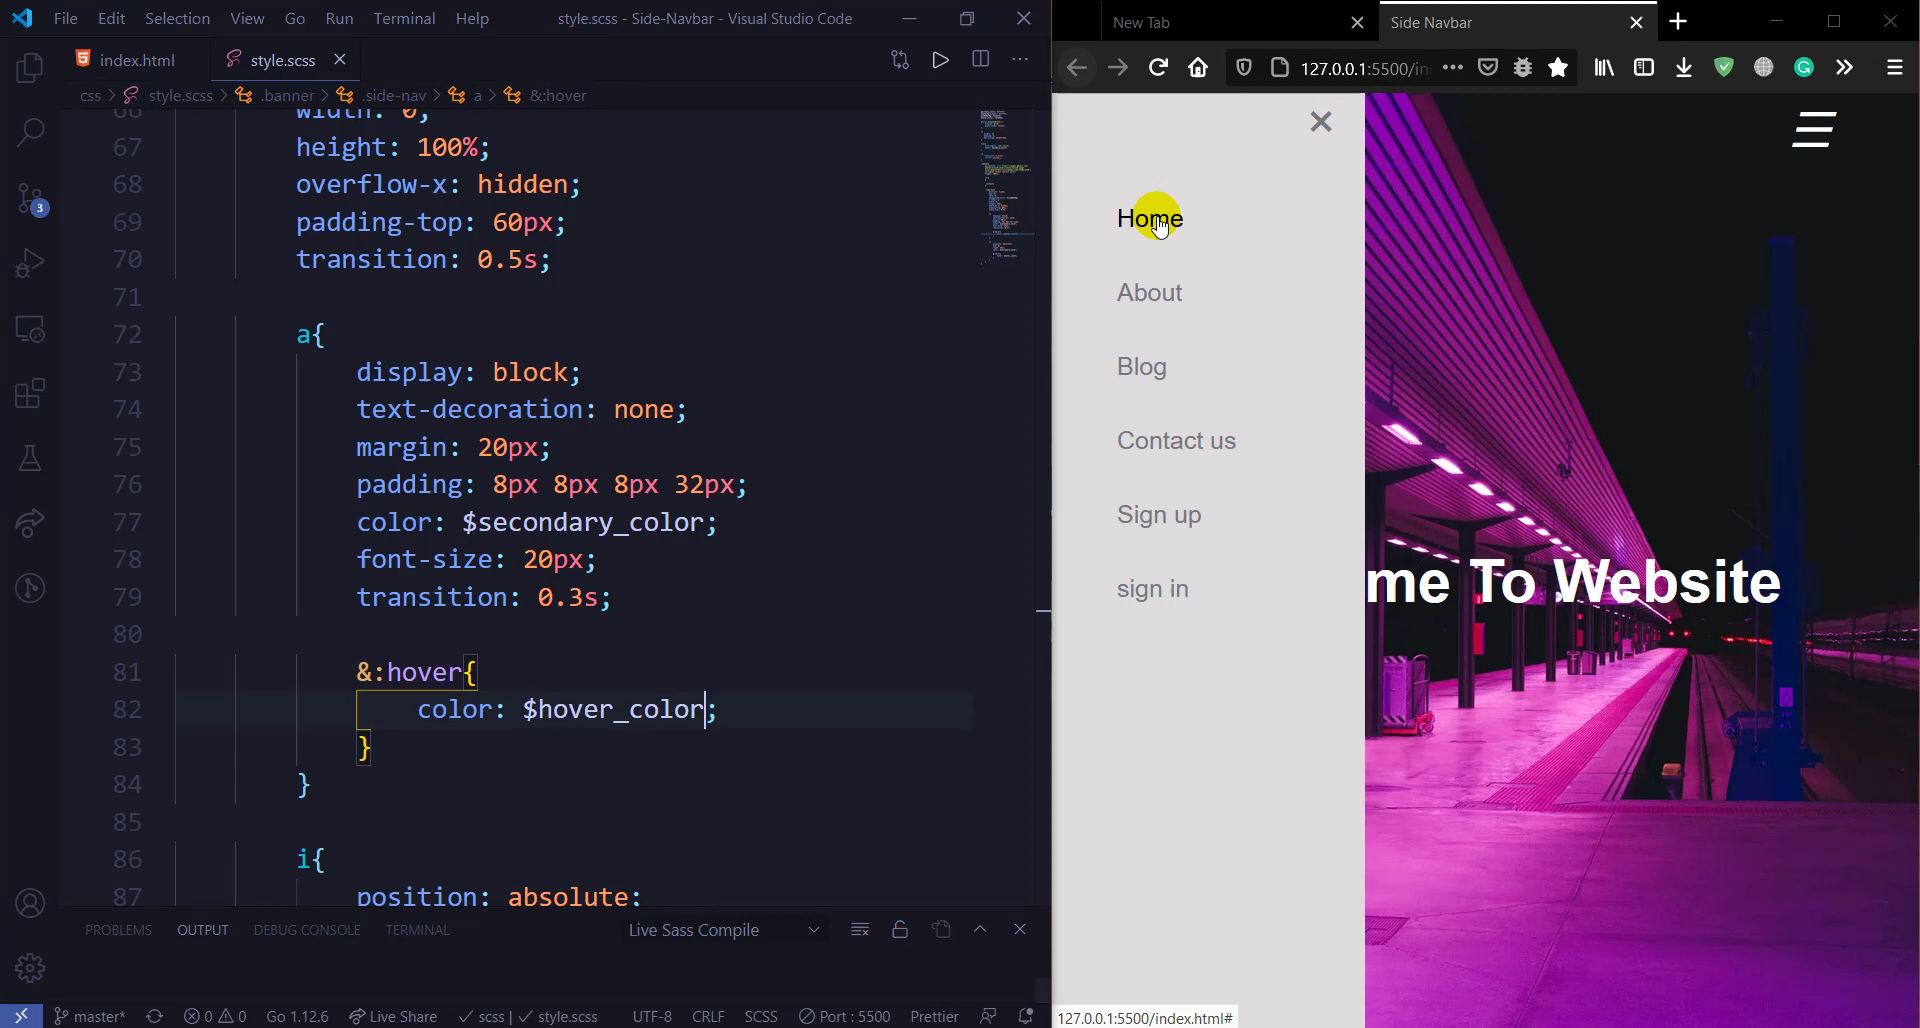 File Edit Selection View Go Run Terminal Help
style.scss - Side-Navbar - Visual Studio Code
index.html
style.scss
css > style.scss > .banner > .side-nav > a > &:hover
66 width: 0;
67 height: 100%;
68 overflow-x: hidden;
69 padding-top: 60px;
70 transition: 0.5s;
71
72 a{
73 display: block;
74 text-decoration: none;
75 margin: 20px;
76 padding: 8px 8px 8px 32px;
77 color: $secondary_color;
78 font-size: 20px;
79 transition: 0.3s;
80
81 &:hover{
82 color: $hover_color;
83 }
84 }
85
86 i{
87 position: absolute;
3
PROBLEMS OUTPUT DEBUG CONSOLE TERMINAL
Live Sass Compile
master* 0 0 Go 1.12.6 Live Share scss | style.scss UTF-8 CRLF SCSS Port : 5500 Prettier
New Tab
Side Navbar
127.0.0.1:5500/in
Home
About
Blog
Contact us
Sign up
sign in
me To Website
127.0.0.1:5500/index.html#